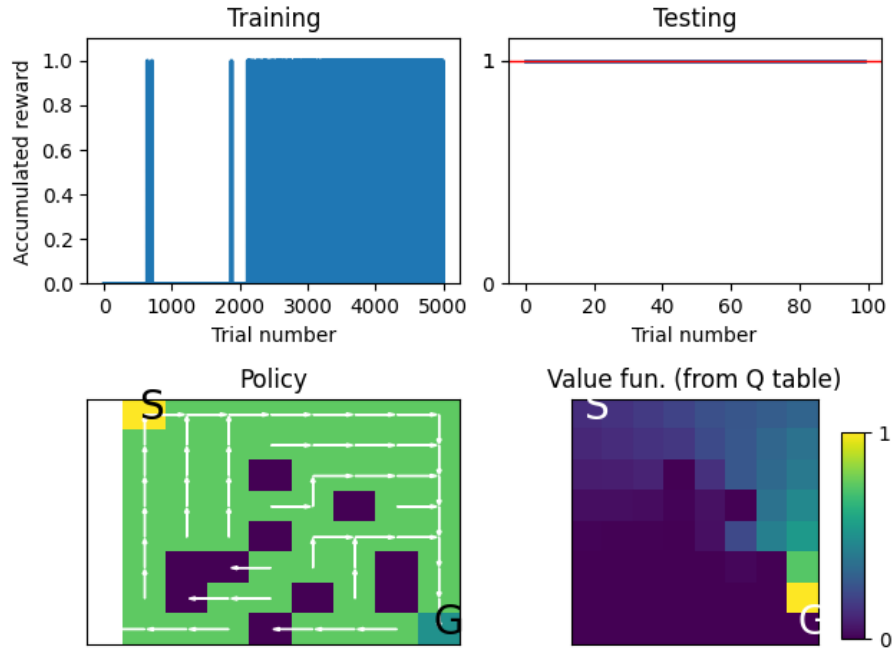 Training
Accumulated reward
1.0
0.8
0.6
0.4
0.2
0.0
0 1000 2000 3000 4000 5000
Trial number
Testing
1
0
0 20 40 60 80 100
Trial number
Policy
S
G
Value fun. (from Q table)
S
G
1
0